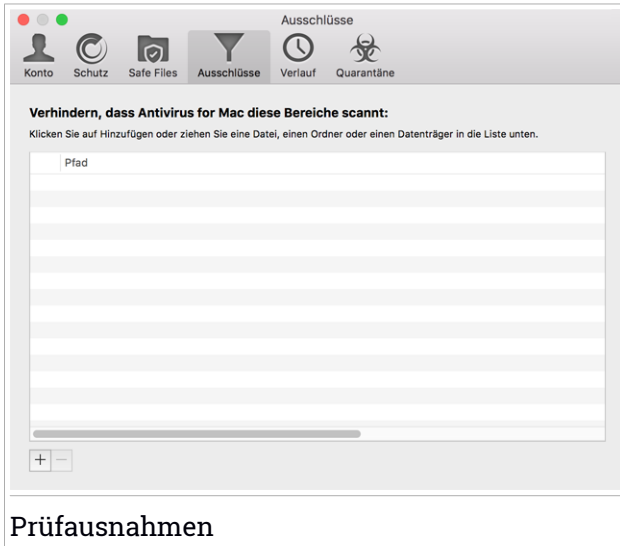 Ausschlüsse
Konto Schutz Safe Files Ausschlüsse Verlauf Quarantäne
Verhindern, dass Antivirus for Mac diese Bereiche scannt:
Klicken Sie auf Hinzufügen oder ziehen Sie eine Datei, einen Ordner oder einen Datenträger in die Liste unten.
Pfad
Prüfausnahmen